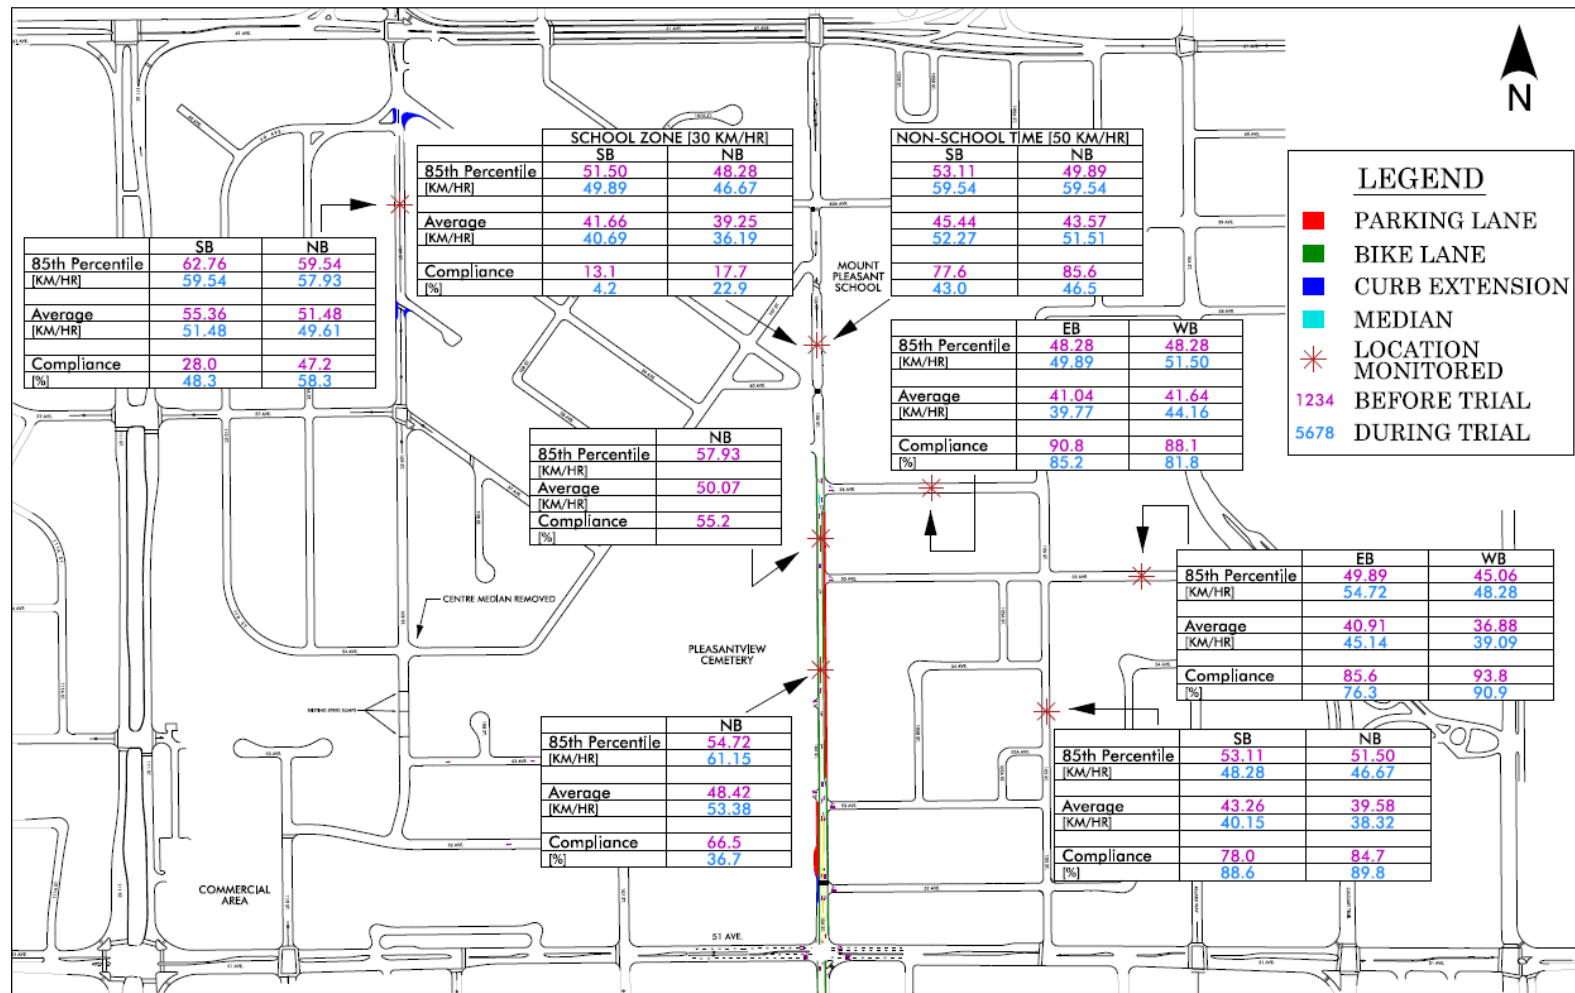 N
SCHOOL ZONE [30 KM/HR]
SB NB
85th Percentile 51.50 48.28
[KM/HR] 49.89 46.67
Average 41.66 39.25
[KM/HR] 40.69 36.19
Compliance 13.1 17.7
[%] 4.2 22.9
NON-SCHOOL TIME [50 KM/HR]
SB NB
53.11 49.89
59.54 59.54
45.44 43.57
52.27 51.51
77.6 85.6
43.0 46.5
MOUNT
PLEASANT
SCHOOL
LEGEND
PARKING LANE
BIKE LANE
CURB EXTENSION
MEDIAN
LOCATION
MONITORED
1234 BEFORE TRIAL
5678 DURING TRIAL
SB NB
85th Percentile 62.76 59.54
[KM/HR] 59.54 57.93
Average 55.36 51.48
[KM/HR] 51.48 49.61
Compliance 28.0 47.2
[%] 48.3 58.3
EB WB
85th Percentile 48.28 48.28
[KM/HR] 49.89 51.50
Average 41.04 41.64
[KM/HR] 39.77 44.16
Compliance 90.8 88.1
[%] 85.2 81.8
NB
85th Percentile 57.93
[KM/HR]
Average 50.07
[KM/HR]
Compliance 55.2
[%]
EB WB
85th Percentile 49.89 45.06
[KM/HR] 54.72 48.28
Average 40.91 36.88
[KM/HR] 45.14 39.09
Compliance 85.6 93.8
[%] 76.3 90.9
CENTRE MEDIAN REMOVED
PLEASANTVIEW
CEMETERY
NB
85th Percentile 54.72
[KM/HR] 61.15
Average 48.42
[KM/HR] 53.38
Compliance 66.5
[%] 36.7
SB NB
85th Percentile 53.11 51.50
[KM/HR] 48.28 46.67
Average 43.26 39.58
[KM/HR] 40.15 38.32
Compliance 78.0 84.7
[%] 88.6 89.8
COMMERCIAL
AREA
51 AVE.